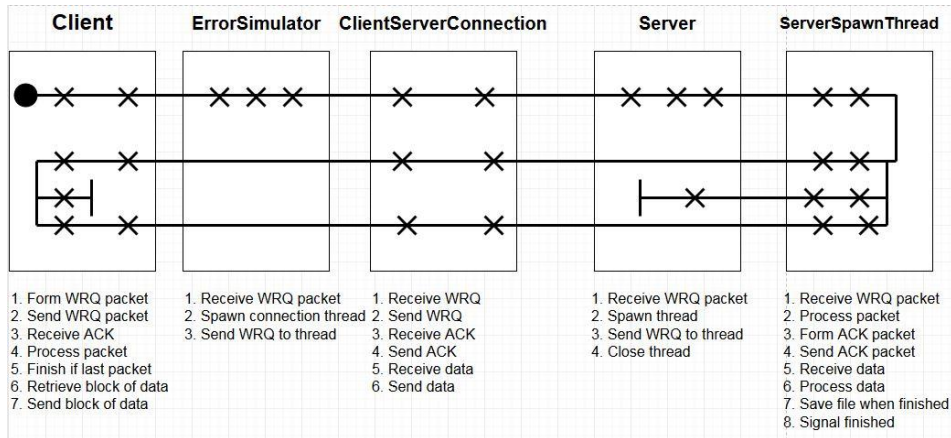 Client
ErrorSimulator
ClientServerConnection
Server
ServerSpawnThread
1. Form WRQ packet
2. Send WRQ packet
3. Receive ACK
4. Process packet
5. Finish if last packet
6. Retrieve block of data
7. Send block of data
1. Receive WRQ packet
2. Spawn connection thread
3. Send WRQ to thread
1. Receive WRQ
2. Send WRQ
3. Receive ACK
4. Send ACK
5. Receive data
6. Send data
1. Receive WRQ packet
2. Spawn thread
3. Send WRQ to thread
4. Close thread
1. Receive WRQ packet
2. Process packet
3. Form ACK packet
4. Send ACK packet
5. Receive data
6. Process data
7. Save file when finished
8. Signal finished